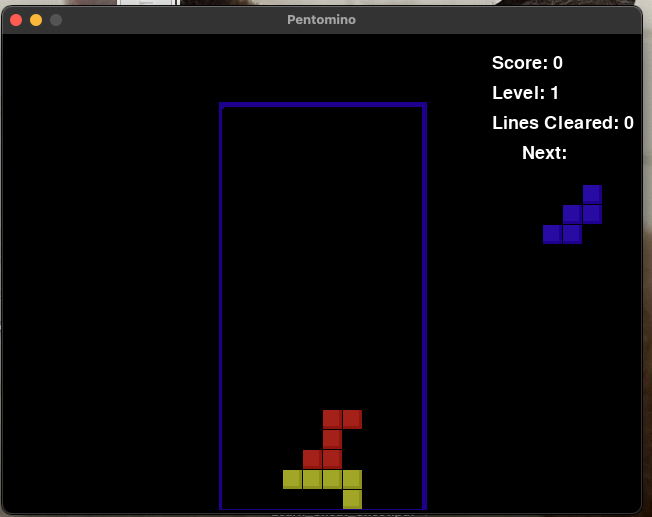 Pentomino
Score: 0
Level: 1
Lines Cleared: 0
Next: